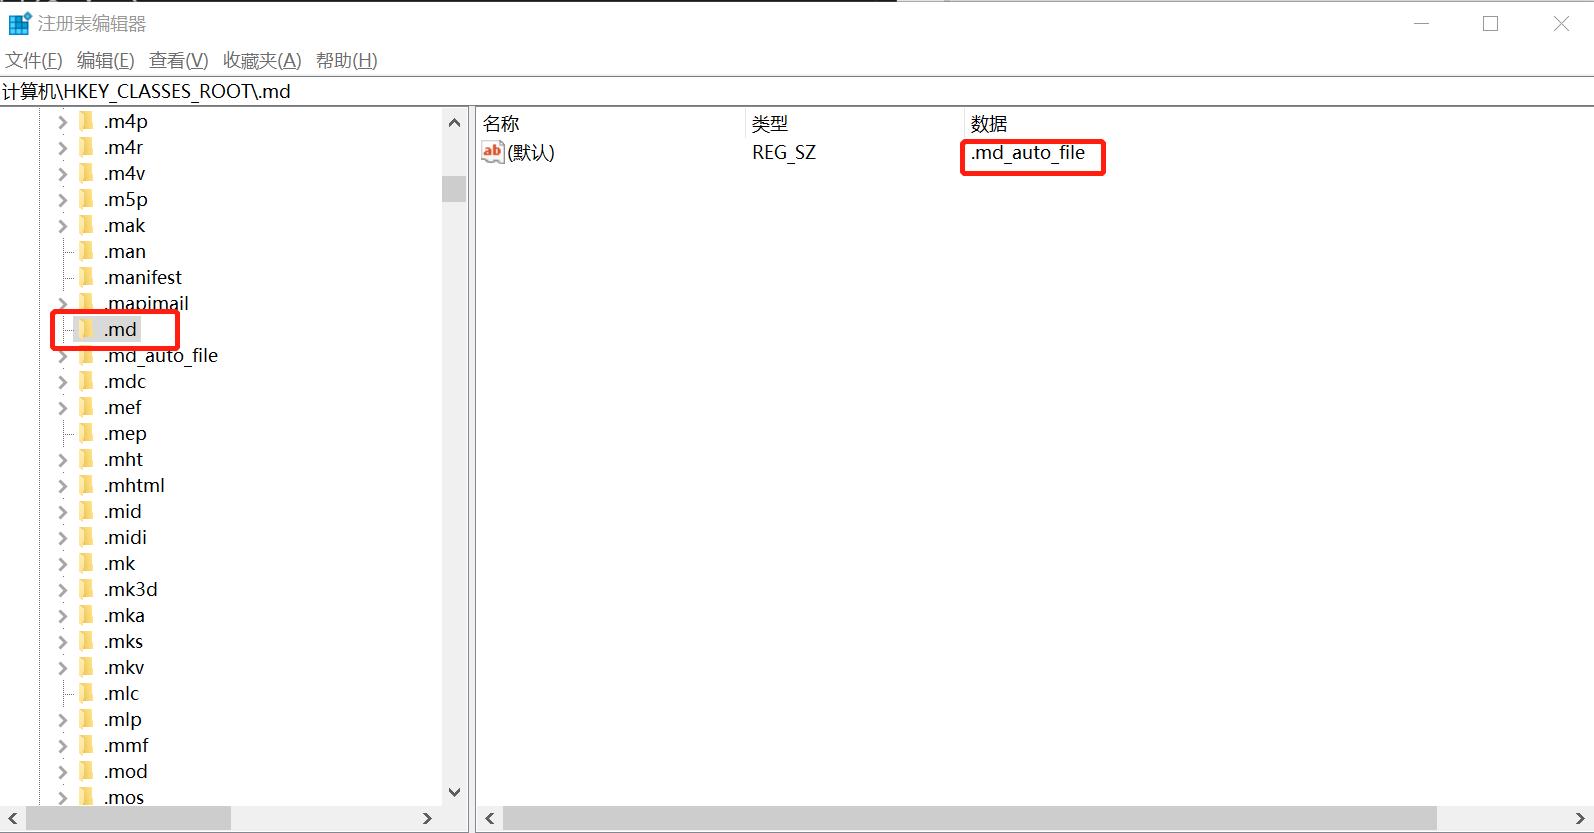 注册表编辑器
文件(F) 编辑(E) 查看(V) 收藏夹(A) 帮助(H)
计算机\HKEY_CLASSES_ROOT\.md
.m4p
.m4r
.m4v
.m5p
.mak
.man
.manifest
.mapimail
.md
.md_auto_file
.mdc
.mef
.mep
.mht
.mhtml
.mid
.midi
.mk
.mk3d
.mka
.mks
.mkv
.mlc
.mlp
.mmf
.mod
.mos
名称 类型 数据
ab (默认) REG_SZ .md_auto_file